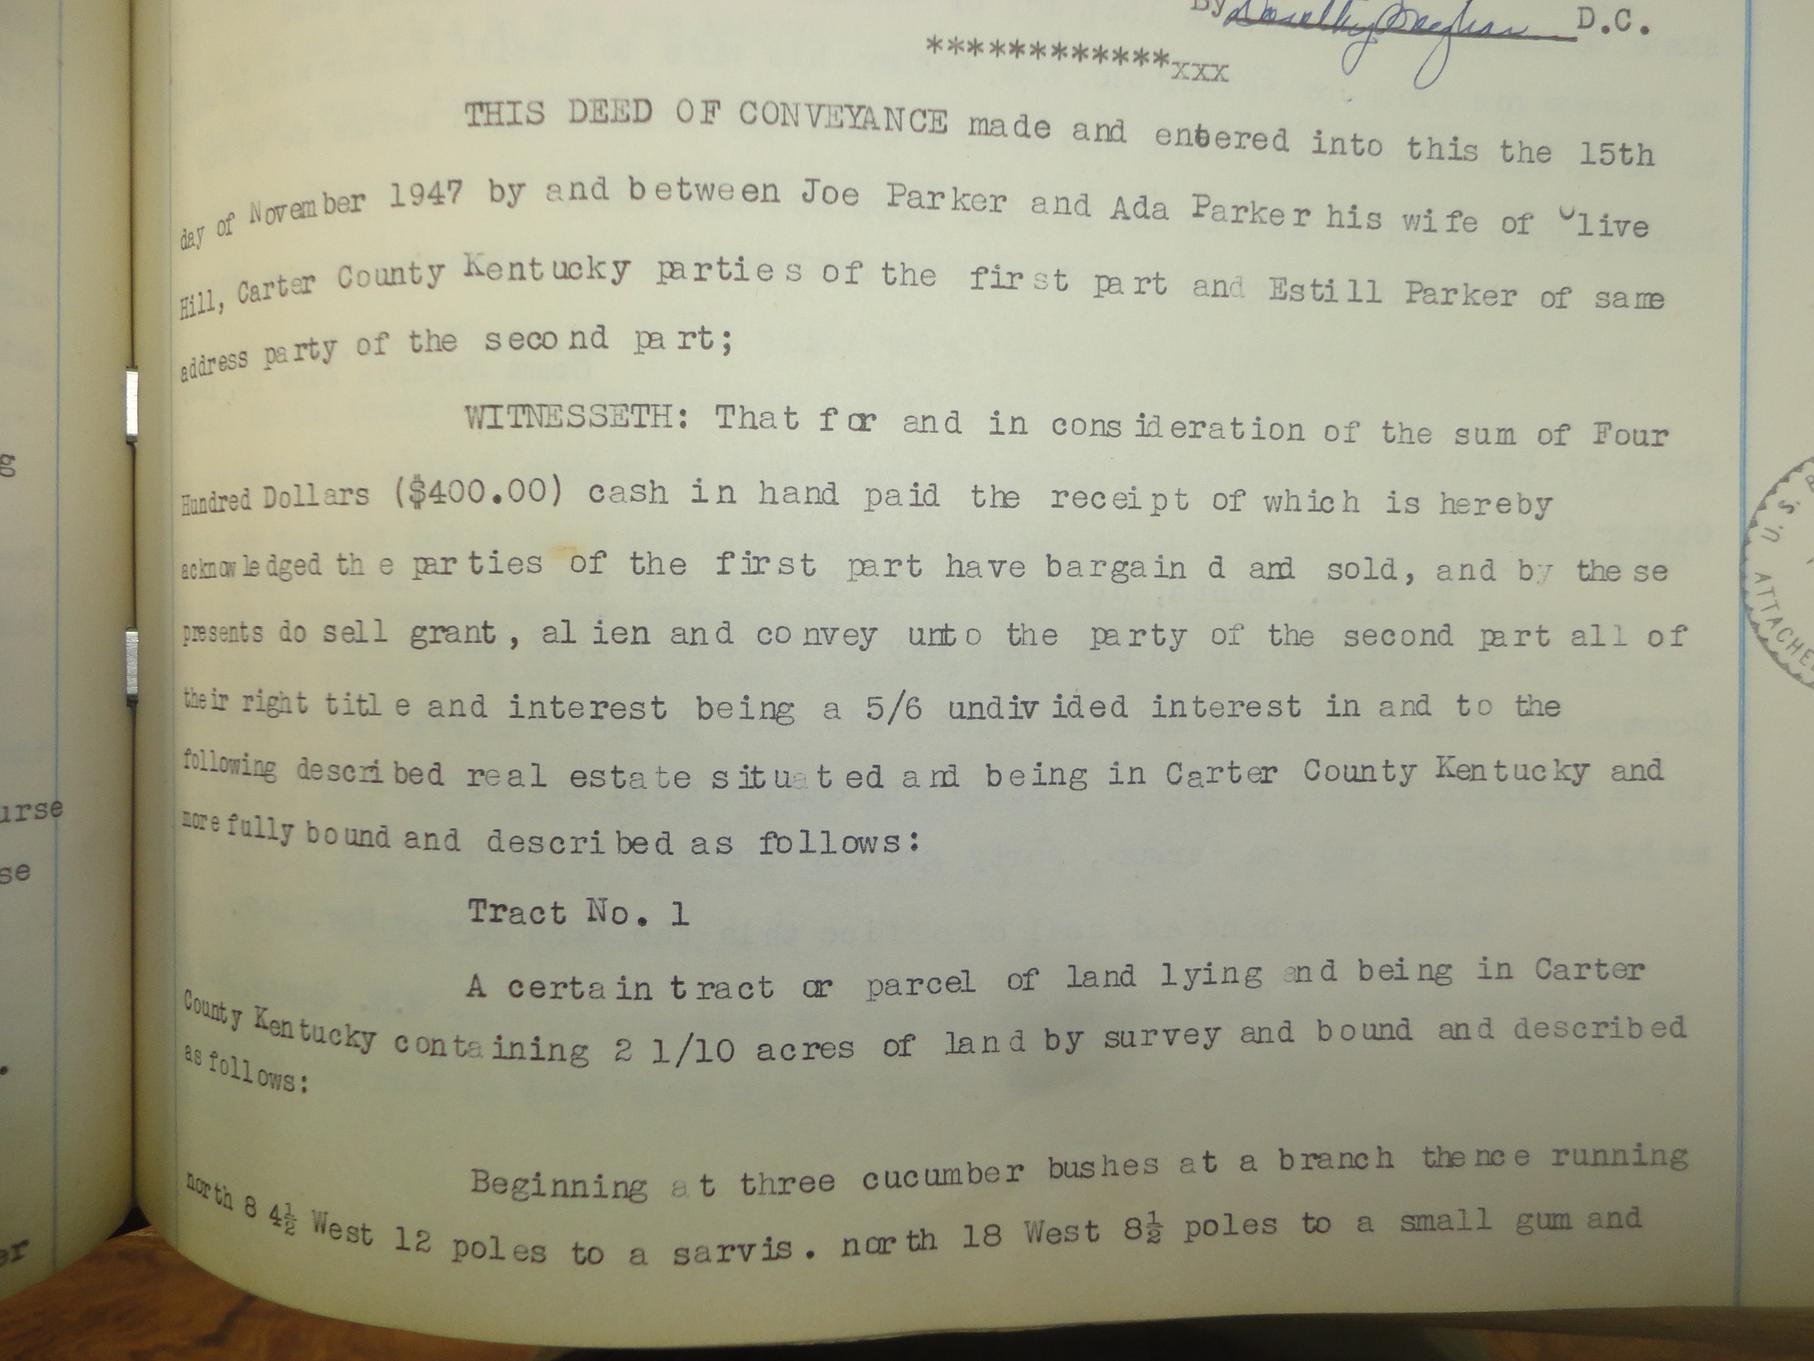 By D.C.
************xxx
THIS DEED OF CONVEYANCE made and entered into this the 15th
day of November 1947 by and between Joe Parker and Ada Parker his wife of Olive
Hill, Carter County Kentucky parties of the first part and Estill Parker of same
address party of the second part;
WITNESSETH: That for and in consideration of the sum of Four
Hundred Dollars ($400.00) cash in hand paid the receipt of which is hereby
acknowledged the parties of the first part have bargain d and sold, and by these
presents do sell grant, alien and convey unto the party of the second part all of
their right title and interest being a 5/6 undivided interest in and to the
following described real estate situated and being in Carter County Kentucky and
more fully bound and described as follows:
Tract No. 1
A certain tract or parcel of land lying and being in Carter
County Kentucky containing 2 1/10 acres of land by survey and bound and described
as follows:
Beginning at three cucumber bushes at a branch thence running
north 8 4½ West 12 poles to a sarvis. north 18 West 8½ poles to a small gum and
g
urse
se
.
er
U.S.
ATTACHE